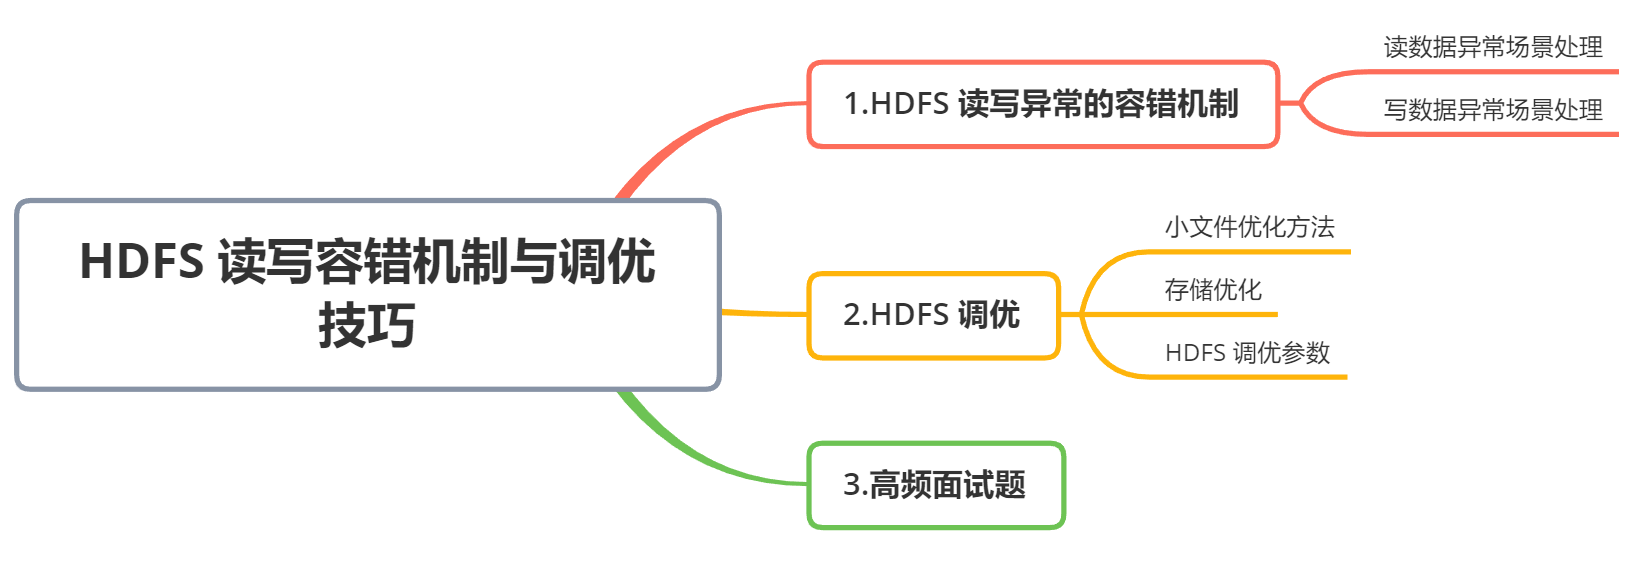 HDFS 读写容错机制与调优
技巧
1.HDFS 读写异常的容错机制
读数据异常场景处理
写数据异常场景处理
2.HDFS 调优
小文件优化方法
存储优化
HDFS 调优参数
3.高频面试题